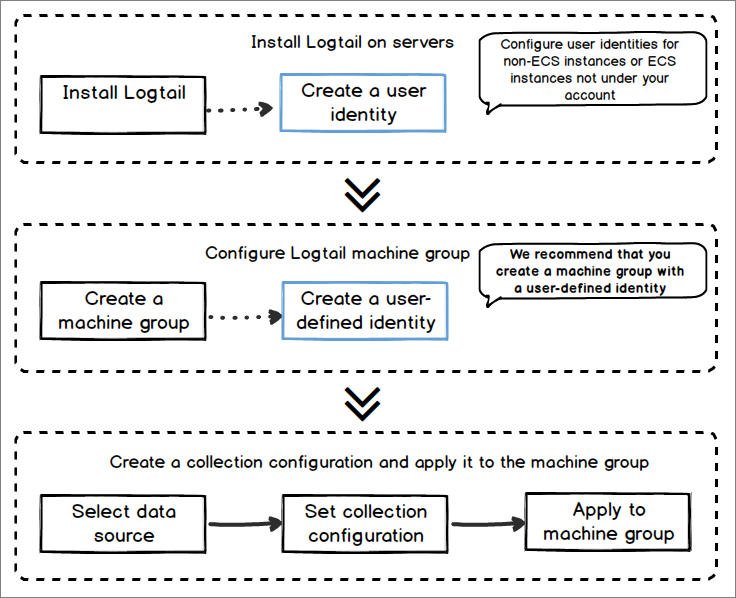 Install Logtail on servers
Configure user identities for
non-ECS instances or ECS
instances not under your
account
Install Logtail
Create a user
identity
Configure Logtail machine group
We recommend that you
create a machine group with
a user-defined identity
Create a
machine group
Create a user-
defined identity
Create a collection configuration and apply it to the machine group
Select data
source
Set collection
configuration
Apply to
machine group